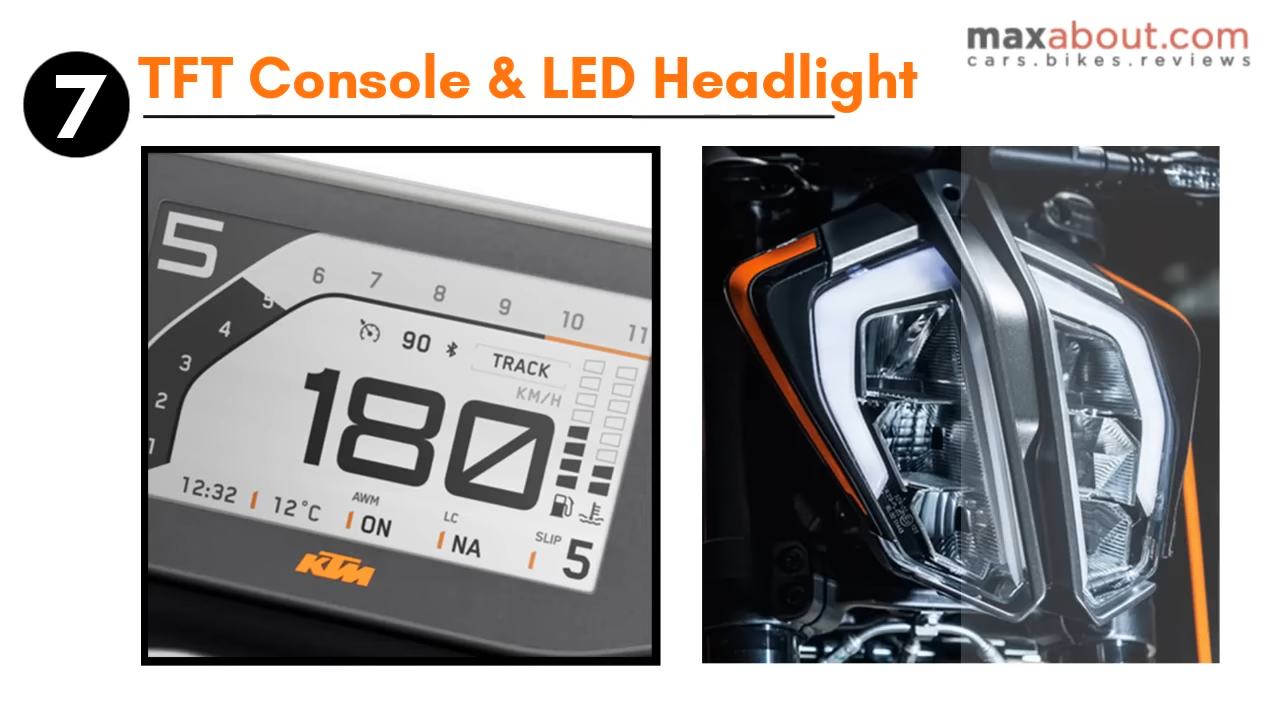 7
TFT Console & LED Headlight
maxabout.com
cars.bikes.reviews
5
1 2 3 4 5 6 7 8 9 10 11
90
TRACK
KM/H
180
12:32
12°C
AWM
ON
LC
NA
SLIP
5
KTM